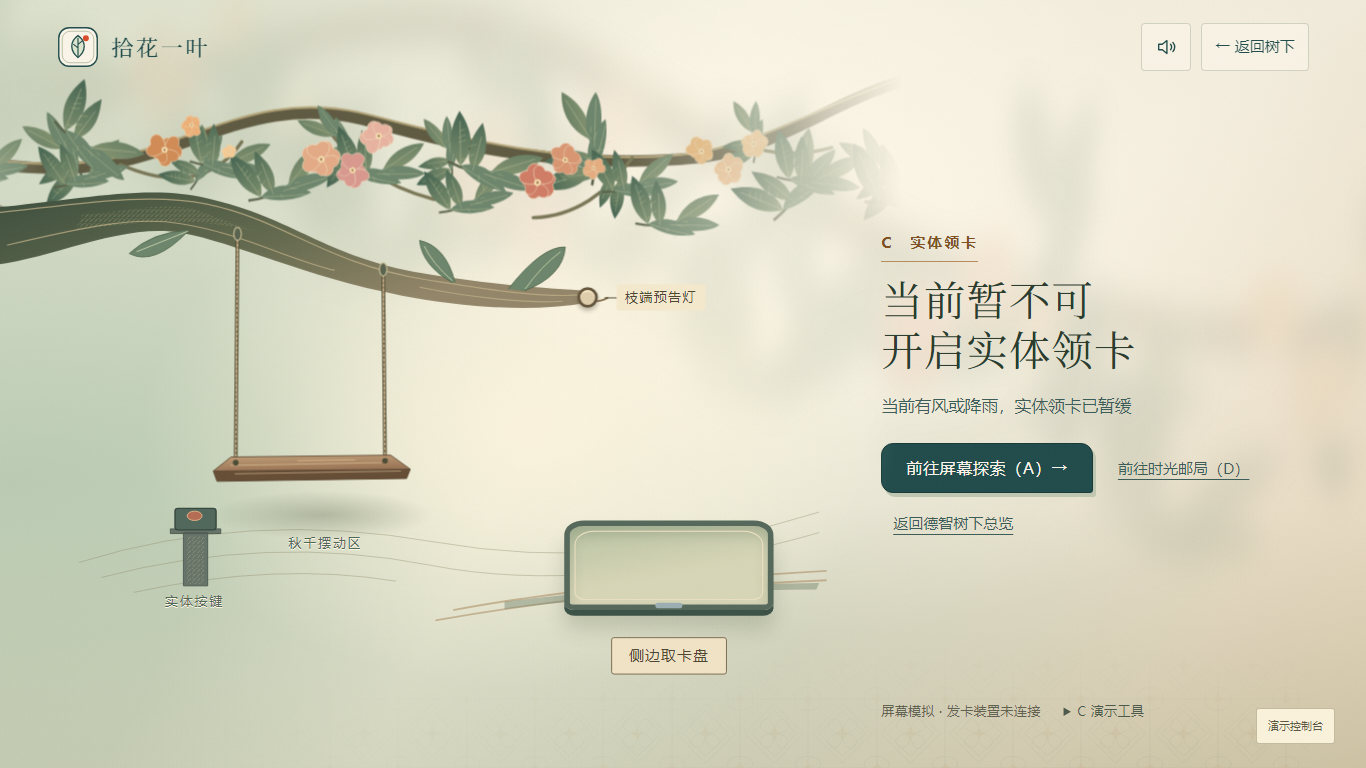 拾花一叶
← 返回树下
枝端预告灯
C 实体领卡
当前暂不可
开启实体领卡
当前有风或降雨，实体领卡已暂缓
前往屏幕探索（A）→
前往时光邮局（D）
返回德智树下总览
秋千摆动区
实体按键
侧边取卡盘
屏幕模拟 · 发卡装置未连接
▶ C 演示工具
演示控制台